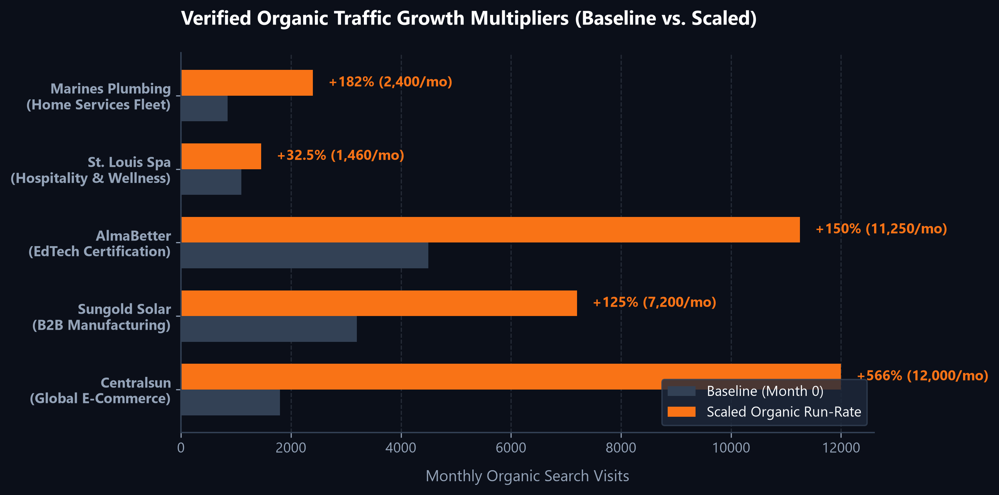 Verified Organic Traffic Growth Multipliers (Baseline vs. Scaled)
Marines Plumbing
(Home Services Fleet)
+182% (2,400/mo)
St. Louis Spa
(Hospitality & Wellness)
+32.5% (1,460/mo)
AlmaBetter
(EdTech Certification)
+150% (11,250/mo)
Sungold Solar
(B2B Manufacturing)
+125% (7,200/mo)
Centralsun
(Global E-Commerce)
+566% (12,000/mo)
Baseline (Month 0)
Scaled Organic Run-Rate
0 2000 4000 6000 8000 10000 12000
Monthly Organic Search Visits